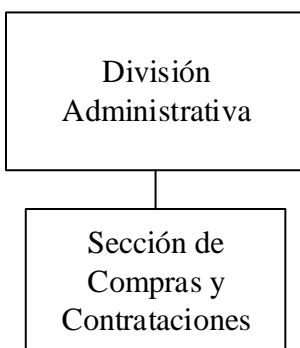 División
Administrativa
Sección de
Compras y
Contrataciones